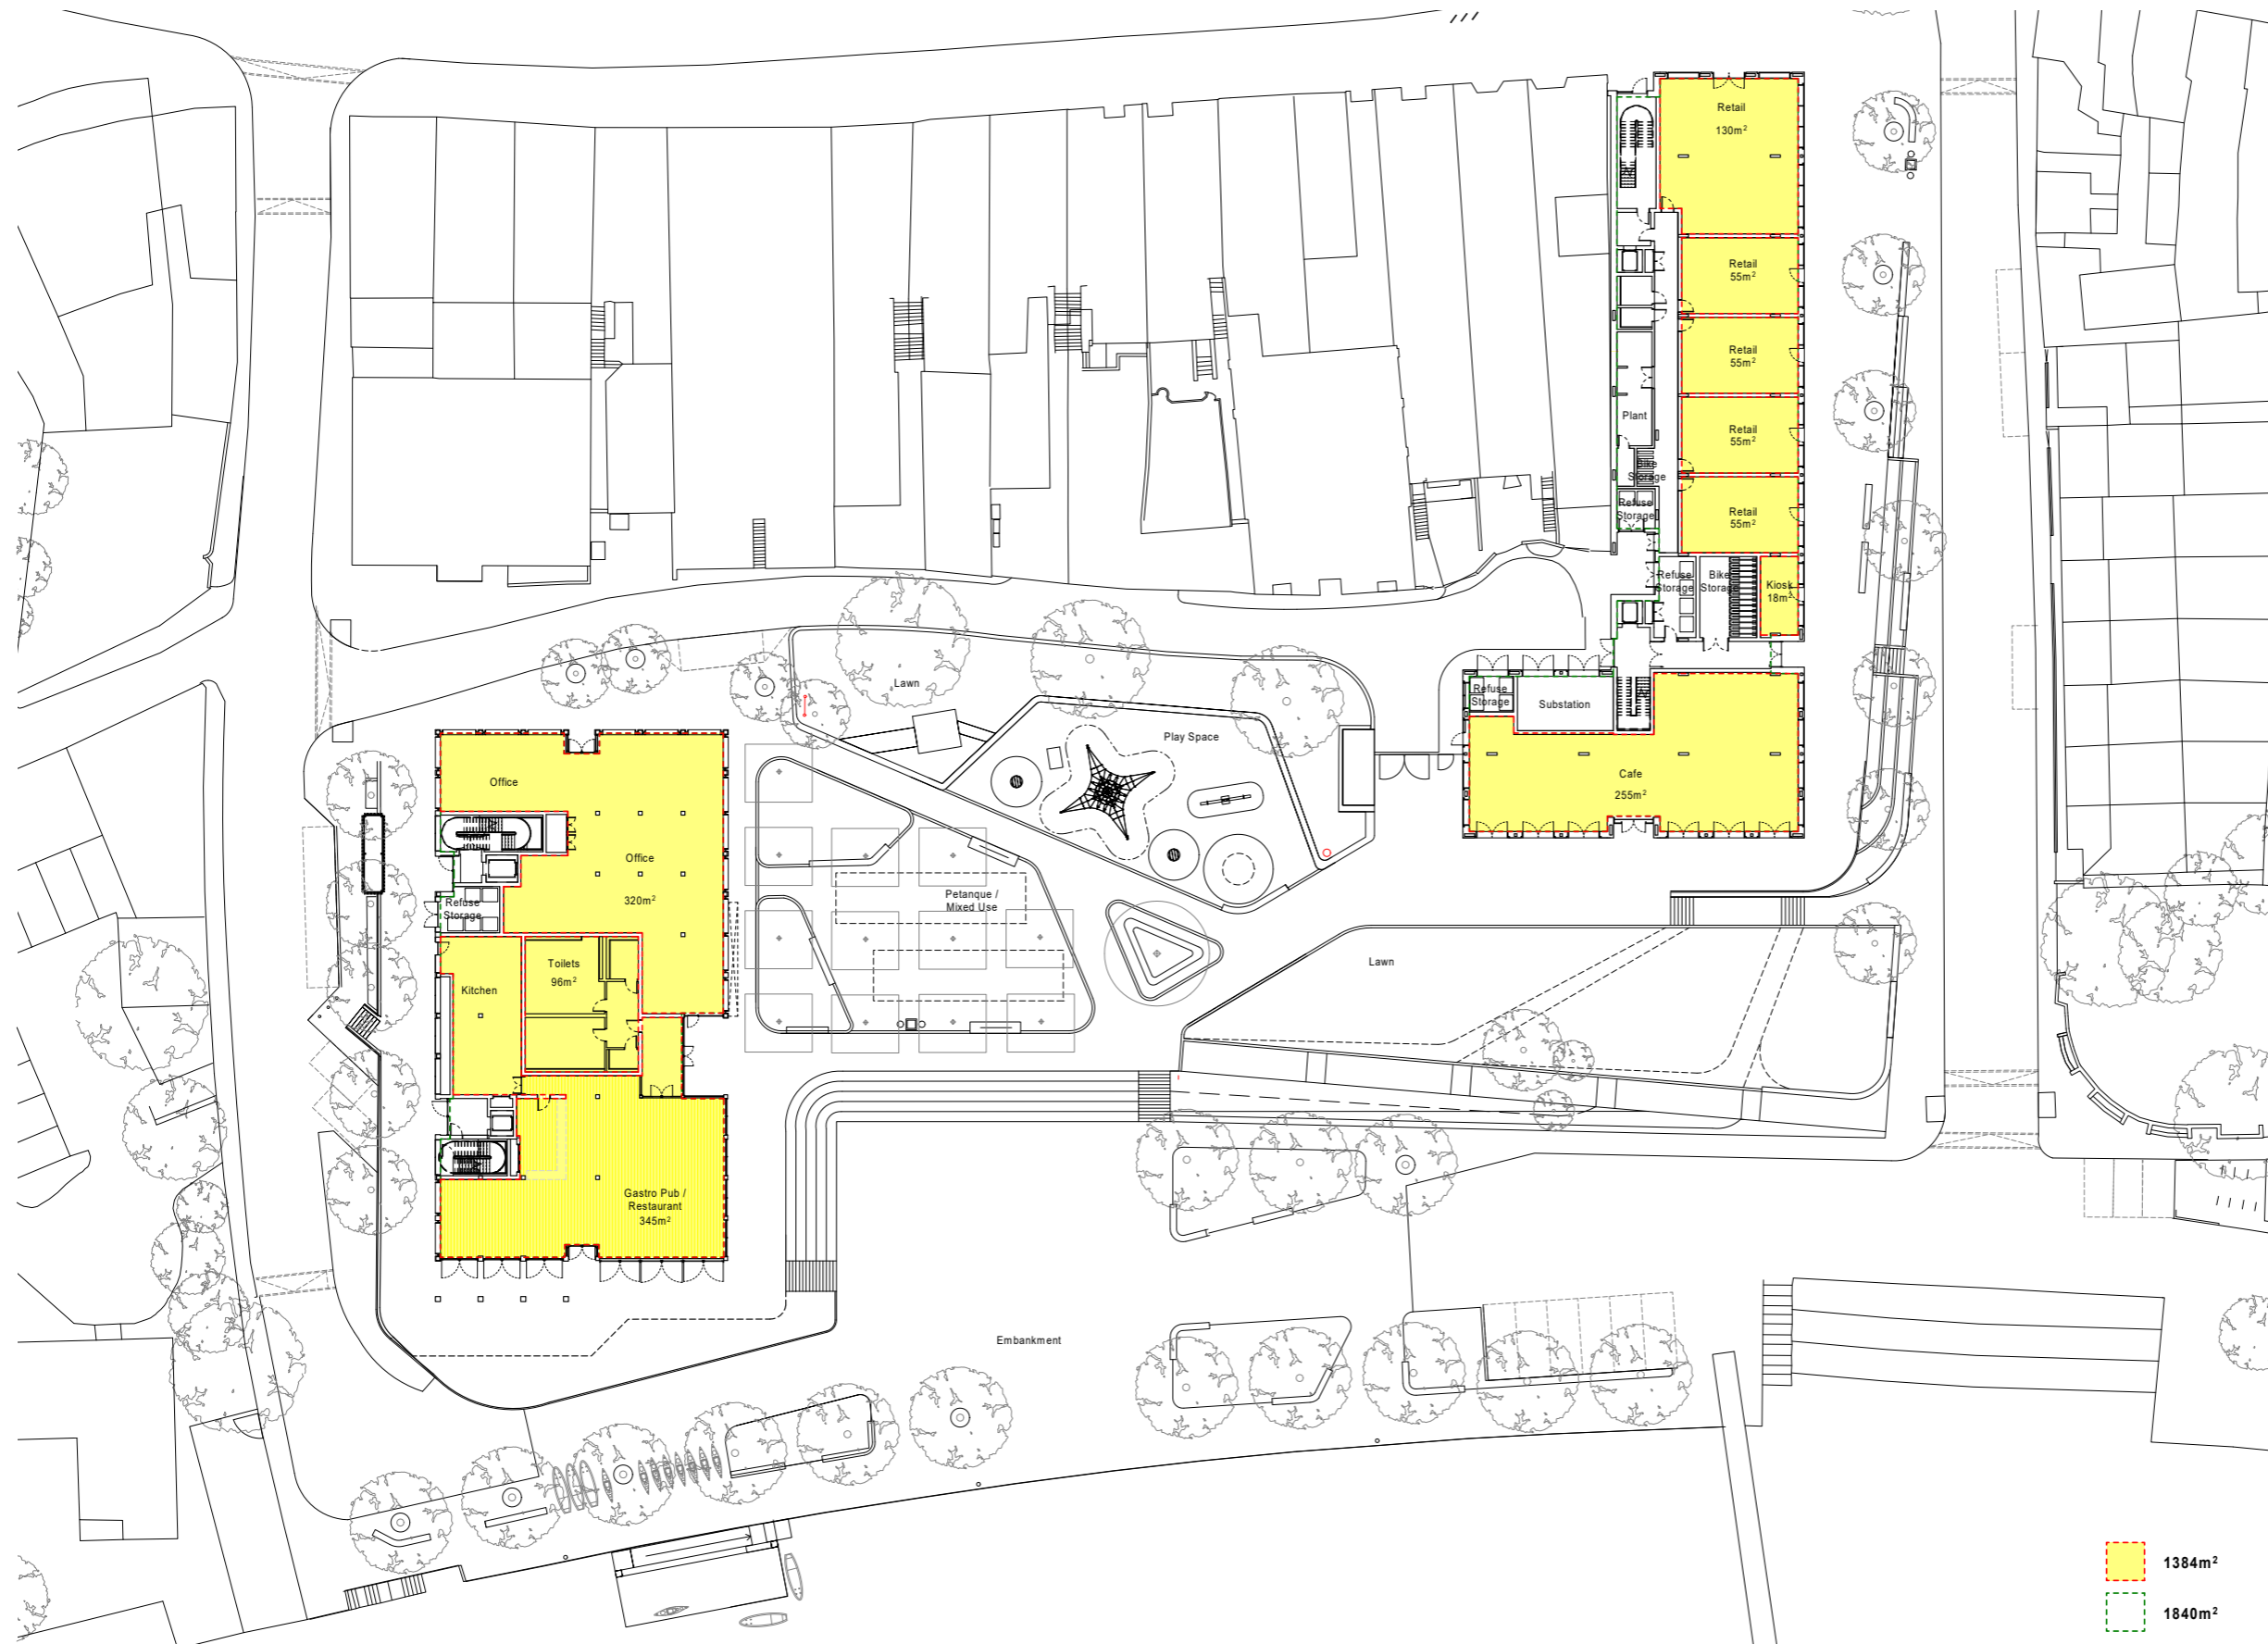 Retail
130m²
Retail
55m²
Retail
55m²
Plant
Retail
55m²
Bike
Storage
Refuse
Storage
Retail
55m²
Refuse
Storage
Bike
Storage
Kiosk
18m²
Lawn
Refuse
Storage
Substation
Play Space
Cafe
255m²
Office
Office
320m²
Refuse
Storage
Petanque /
Mixed Use
Toilets
96m²
Kitchen
Lawn
Gastro Pub /
Restaurant
345m²
Embankment
1384m²
1840m²